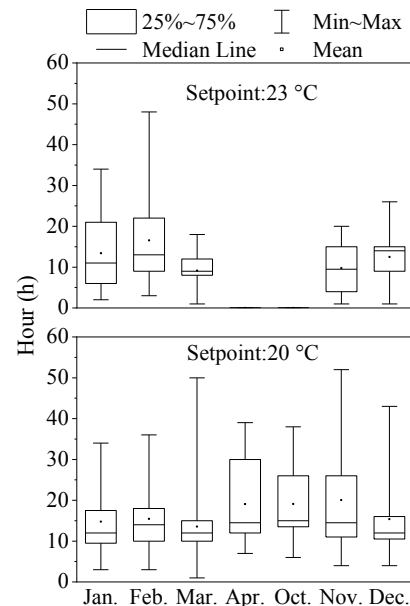 25%~75% Min~Max
Median Line Mean
60
Setpoint:23 °C
50
40
30
20
10
0
Hour (h)
60
Setpoint:20 °C
50
40
30
20
10
0
Jan. Feb. Mar. Apr. Oct. Nov. Dec.